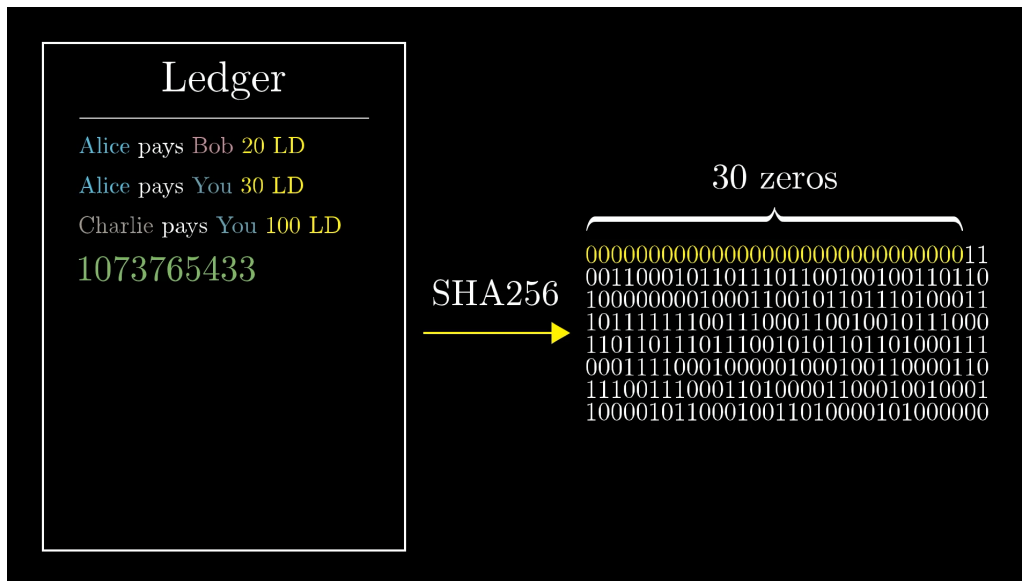 Ledger
Alice pays Bob 20 LD
Alice pays You 30 LD
Charlie pays You 100 LD
1073765433
SHA256
30 zeros
00000000000000000000000000000011
00110001011011101100100100110110
10000000010001100101101110100011
10111111100111000110010010111000
11011011101110010101101101000111
00011110001000001000100110000110
11100111000110100001100010010001
10000101100010011010000101000000